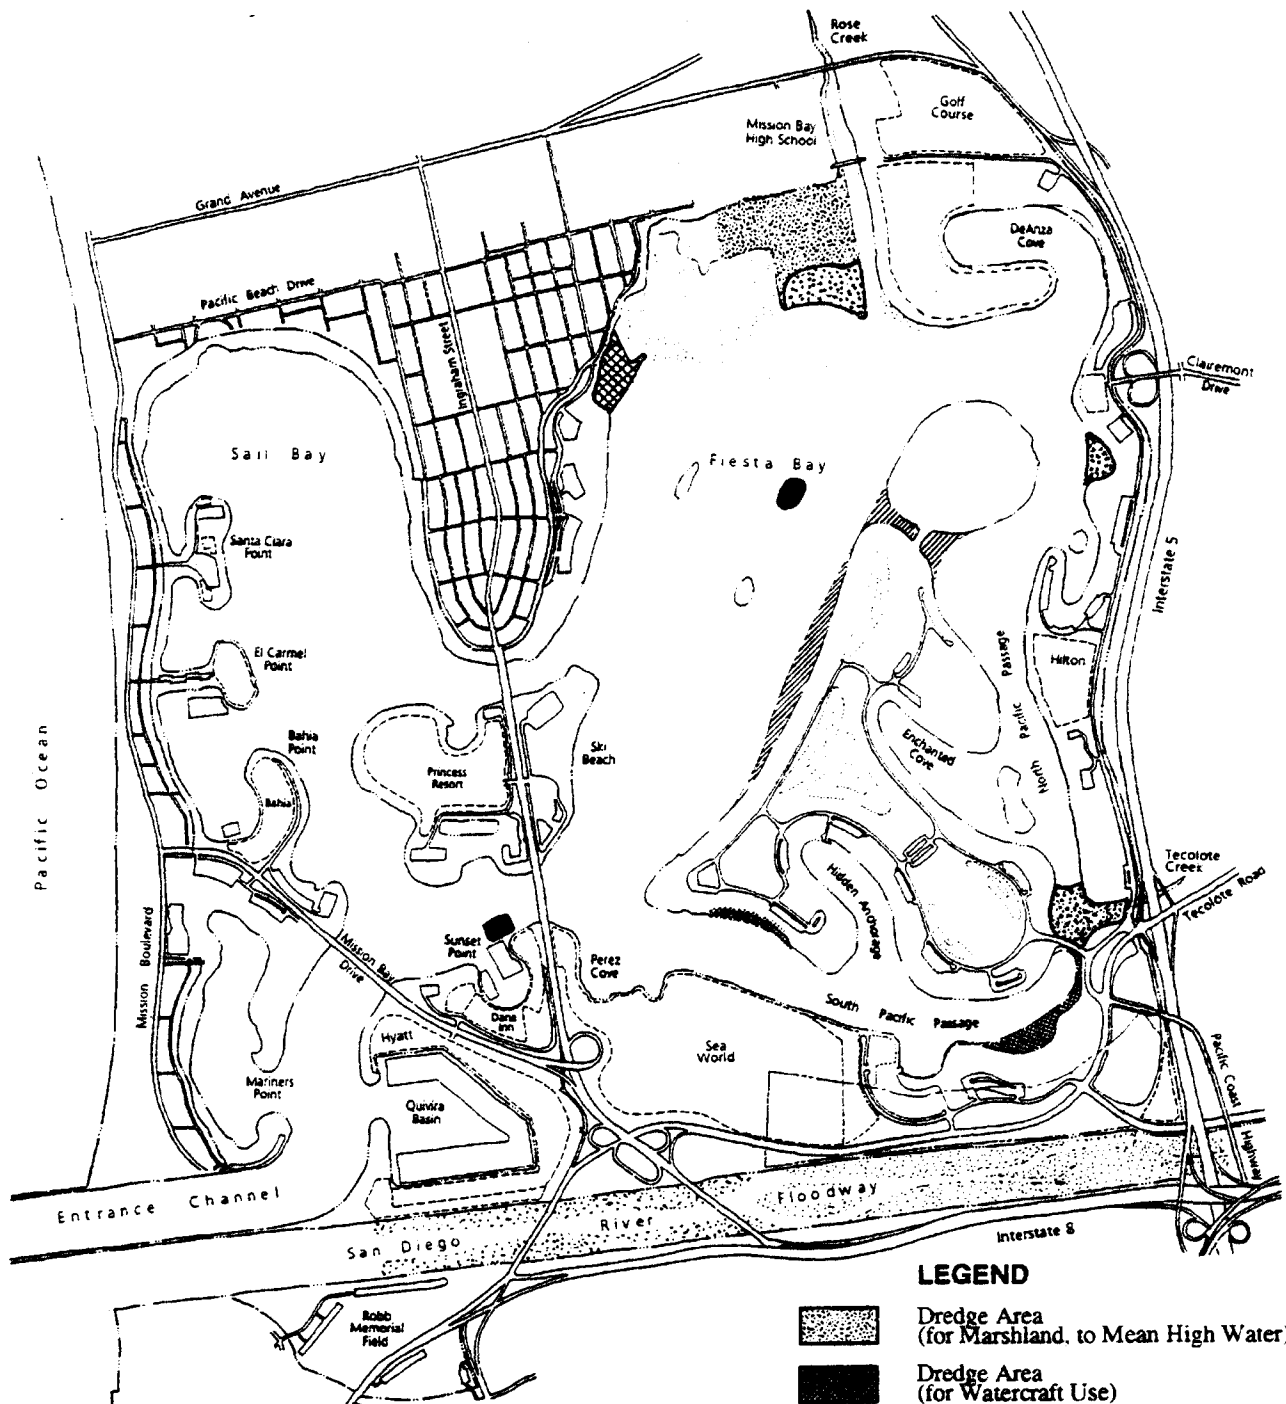 Rose
Creek
Golf
Course
Mission Bay
High School
Grand Avenue
DeAnza
Cove
Pacific Beach Drive
Ingraham Street
Clairemont
Drive
Sail Bay
Fiesta Bay
Santa Clara
Point
Interstate 5
El Carmel
Point
Hilton
North Pacific Passage
Bahia
Point
Enchanted
Cove
Ski
Beach
Princess
Resort
Bahia
Pacific Ocean
Tecolote
Creek
Tecolote Road
Hidden Anchorage
Mission Boulevard
Mission Bay
Drive
Sunset
Point
Perez
Cove
South Pacific Passage
Dana
Inn
Hyatt
Sea
World
Pacific Coast Highway
Mariners
Point
Quivira
Basin
Entrance Channel
San Diego River Floodway
Interstate 8
Robb
Memorial
Field
LEGEND
Dredge Area
(for Marshland, to Mean High Water)
Dredge Area
(for Watercraft Use)